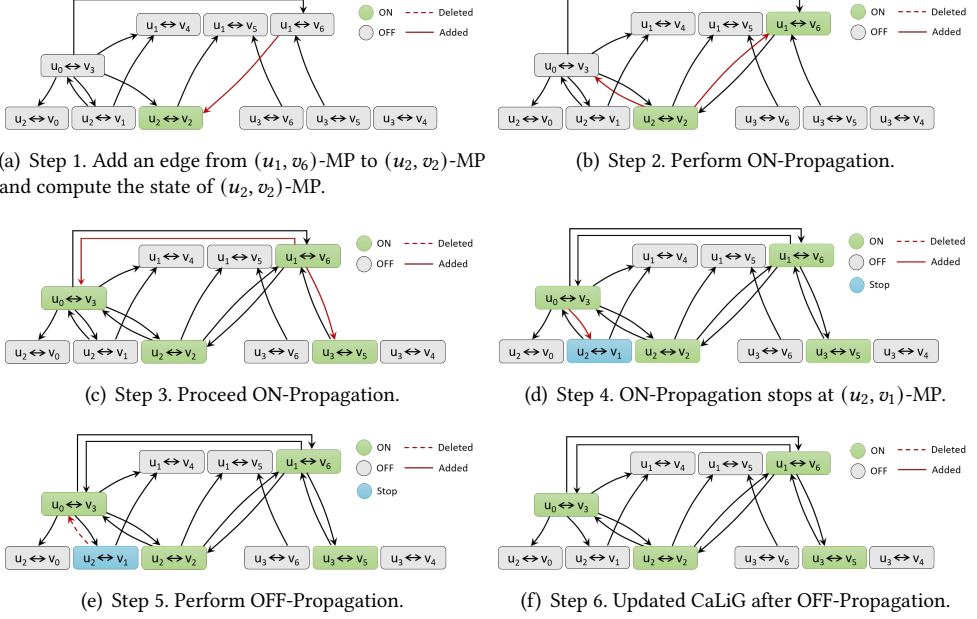 ON Deleted
OFF Added
u₁ ⟷ v₄ u₁ ⟷ v₅ u₁ ⟷ v₆
u₀ ⟷ v₃
u₂ ⟷ v₀ u₂ ⟷ v₁ u₂ ⟷ v₂ u₃ ⟷ v₆ u₃ ⟷ v₅ u₃ ⟷ v₄
(a) Step 1. Add an edge from (u₁, v₆)-MP to (u₂, v₂)-MP
and compute the state of (u₂, v₂)-MP.
ON Deleted
OFF Added
u₁ ⟷ v₄ u₁ ⟷ v₅ u₁ ⟷ v₆
u₀ ⟷ v₃
u₂ ⟷ v₀ u₂ ⟷ v₁ u₂ ⟷ v₂ u₃ ⟷ v₆ u₃ ⟷ v₅ u₃ ⟷ v₄
(b) Step 2. Perform ON-Propagation.
ON Deleted
OFF Added
u₁ ⟷ v₄ u₁ ⟷ v₅ u₁ ⟷ v₆
u₀ ⟷ v₃
u₂ ⟷ v₀ u₂ ⟷ v₁ u₂ ⟷ v₂ u₃ ⟷ v₆ u₃ ⟷ v₅ u₃ ⟷ v₄
(c) Step 3. Proceed ON-Propagation.
ON Deleted
OFF Added
Stop
u₁ ⟷ v₄ u₁ ⟷ v₅ u₁ ⟷ v₆
u₀ ⟷ v₃
u₂ ⟷ v₀ u₂ ⟷ v₁ u₂ ⟷ v₂ u₃ ⟷ v₆ u₃ ⟷ v₅ u₃ ⟷ v₄
(d) Step 4. ON-Propagation stops at (u₂, v₁)-MP.
ON Deleted
OFF Added
Stop
u₁ ⟷ v₄ u₁ ⟷ v₅ u₁ ⟷ v₆
u₀ ⟷ v₃
u₂ ⟷ v₀ u₂ ⟷ v₁ u₂ ⟷ v₂ u₃ ⟷ v₆ u₃ ⟷ v₅ u₃ ⟷ v₄
(e) Step 5. Perform OFF-Propagation.
ON Deleted
OFF Added
u₁ ⟷ v₄ u₁ ⟷ v₅ u₁ ⟷ v₆
u₀ ⟷ v₃
u₂ ⟷ v₀ u₂ ⟷ v₁ u₂ ⟷ v₂ u₃ ⟷ v₆ u₃ ⟷ v₅ u₃ ⟷ v₄
(f) Step 6. Updated CaLiG after OFF-Propagation.